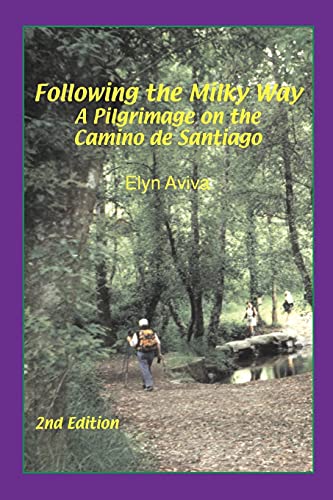 Following the Milky Way
A Pilgrimage on the
Camino de Santiago
Elyn Aviva
2nd Edition